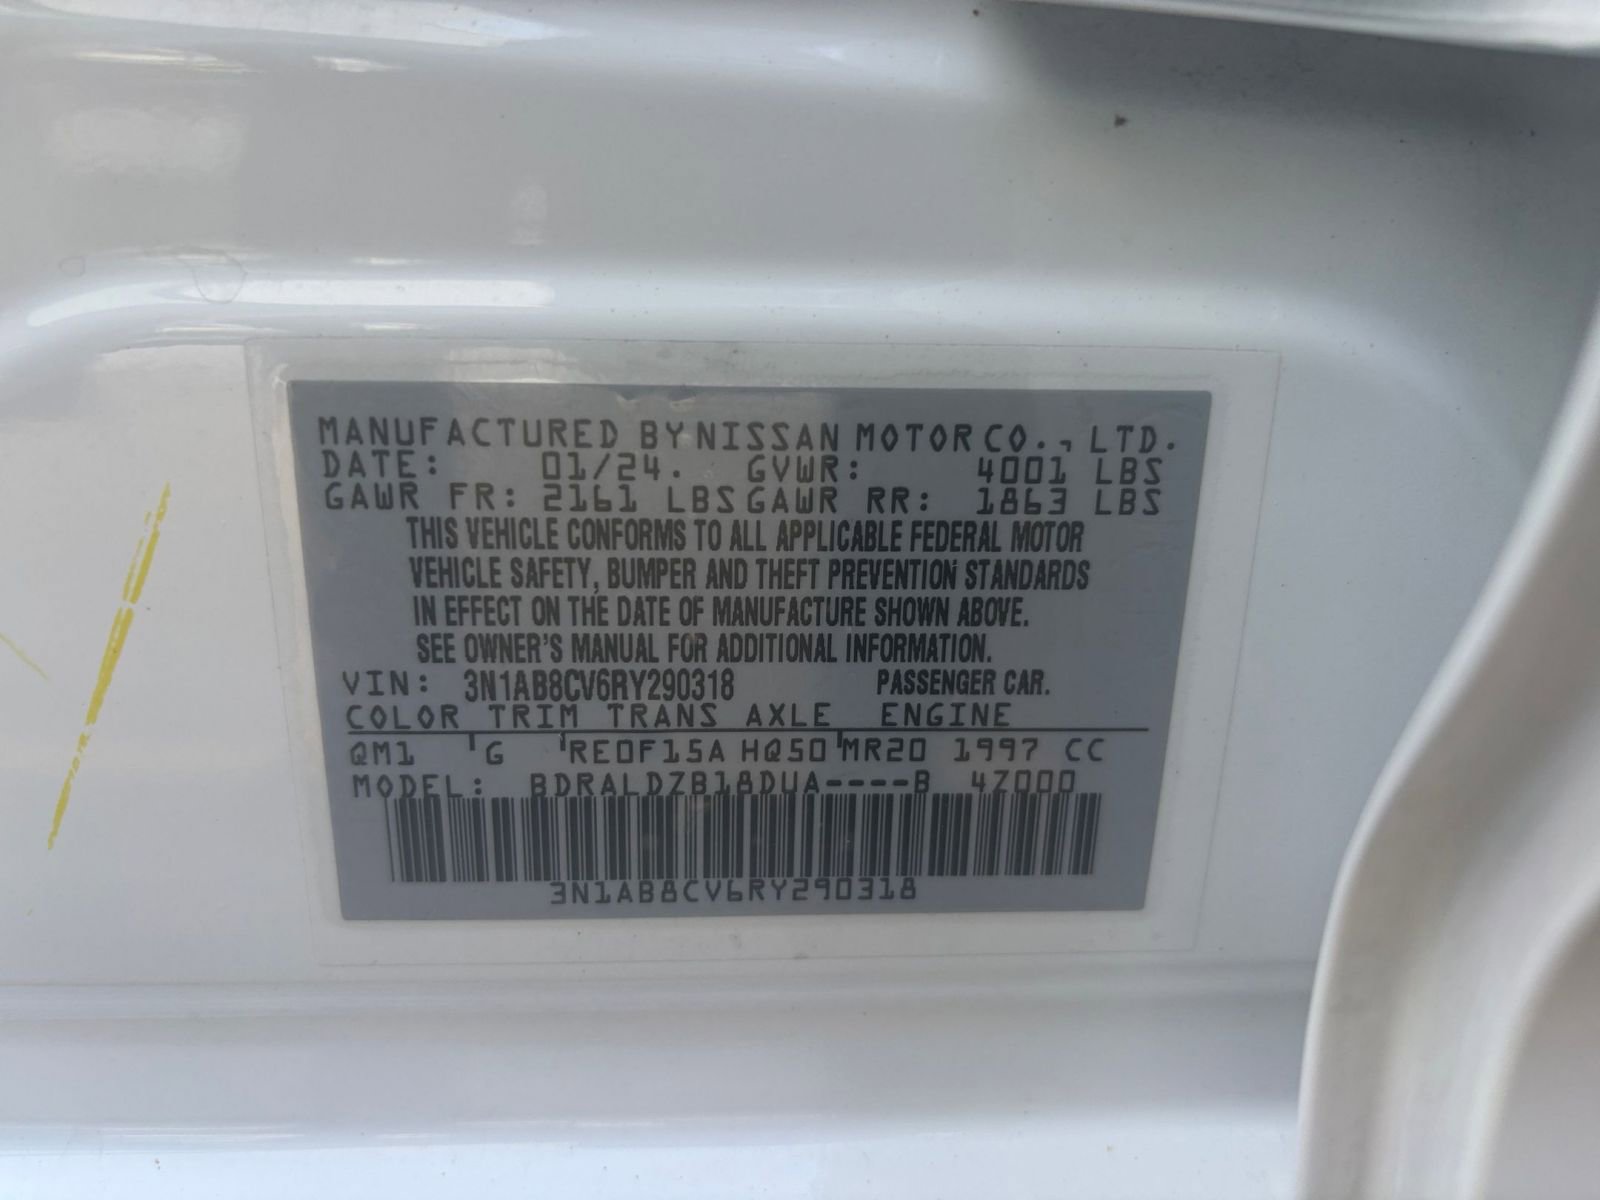 MANUFACTURED BY NISSAN MOTOR CO., LTD.
DATE: 01/24. GVWR: 4001 LBS
GAWR FR: 2161 LBS GAWR RR: 1863 LBS
THIS VEHICLE CONFORMS TO ALL APPLICABLE FEDERAL MOTOR
VEHICLE SAFETY, BUMPER AND THEFT PREVENTION STANDARDS
IN EFFECT ON THE DATE OF MANUFACTURE SHOWN ABOVE.
SEE OWNER'S MANUAL FOR ADDITIONAL INFORMATION.
VIN: 3N1AB8CV6RY290318 PASSENGER CAR.
COLOR TRIM TRANS AXLE ENGINE
QM1 G RE0F15A HQ50 MR20 1997 CC
MODEL: BDRALDZB18DUA----B 4Z000
3N1AB8CV6RY290318